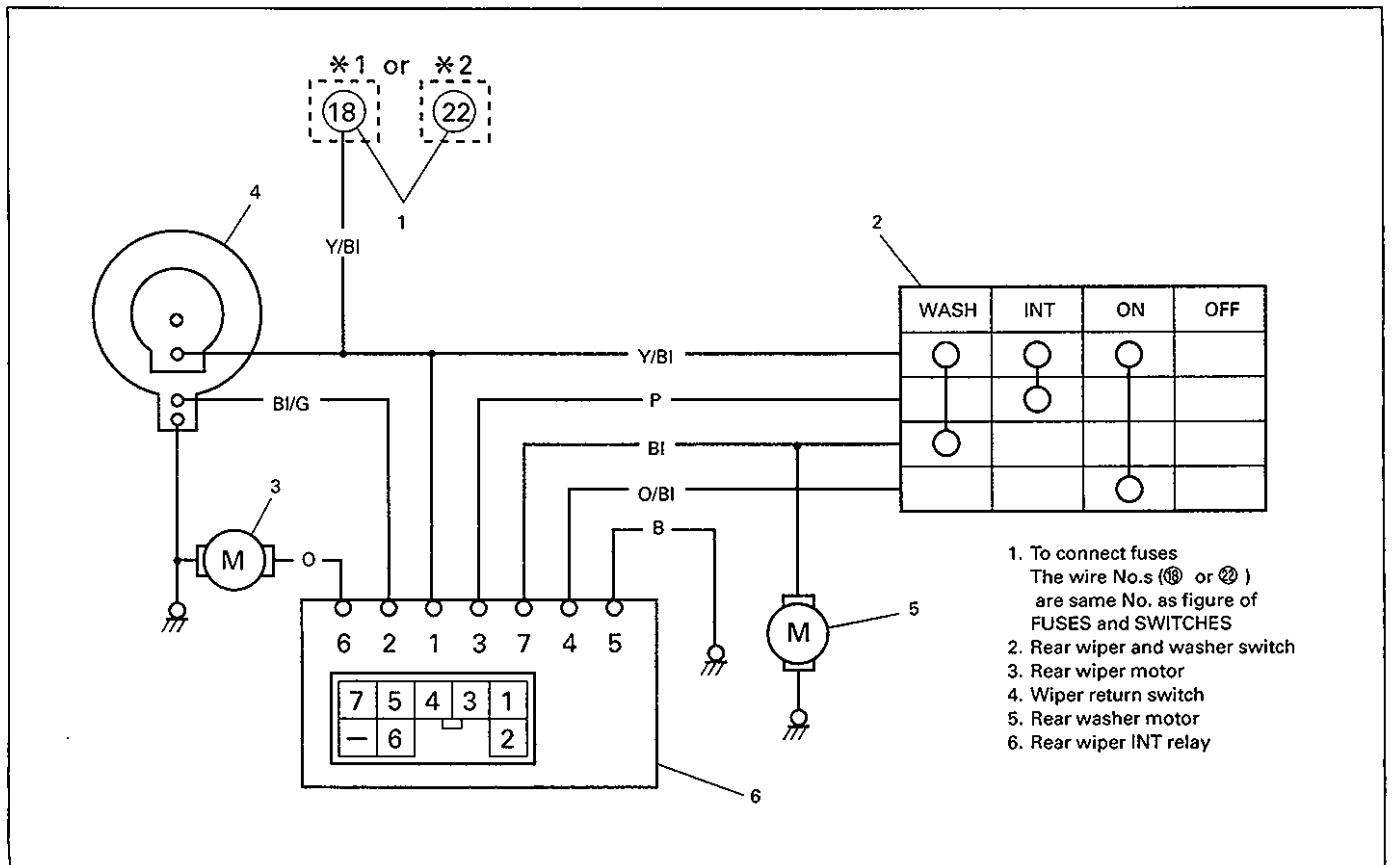 *1 or *2
18 22
4
1
2
Y/Bl
WASH INT ON OFF
Y/Bl
Bl/G
P
Bl
3
O/Bl
B
M
O
5
M
6 2 1 3 7 4 5
7 5 4 3 1
— 6 2
6
1. To connect fuses
The wire No.s (⑱ or ㉒ )
are same No. as figure of
FUSES and SWITCHES
2. Rear wiper and washer switch
3. Rear wiper motor
4. Wiper return switch
5. Rear washer motor
6. Rear wiper INT relay